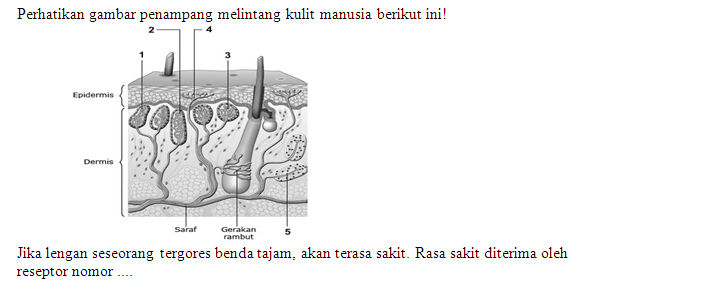 Perhatikan gambar penampang melintang kulit manusia berikut ini!
2 4
1 3
Epidermis
Dermis
Saraf Gerakan rambut 5
Jika lengan seseorang tergores benda tajam, akan terasa sakit. Rasa sakit diterima oleh
reseptor nomor ....